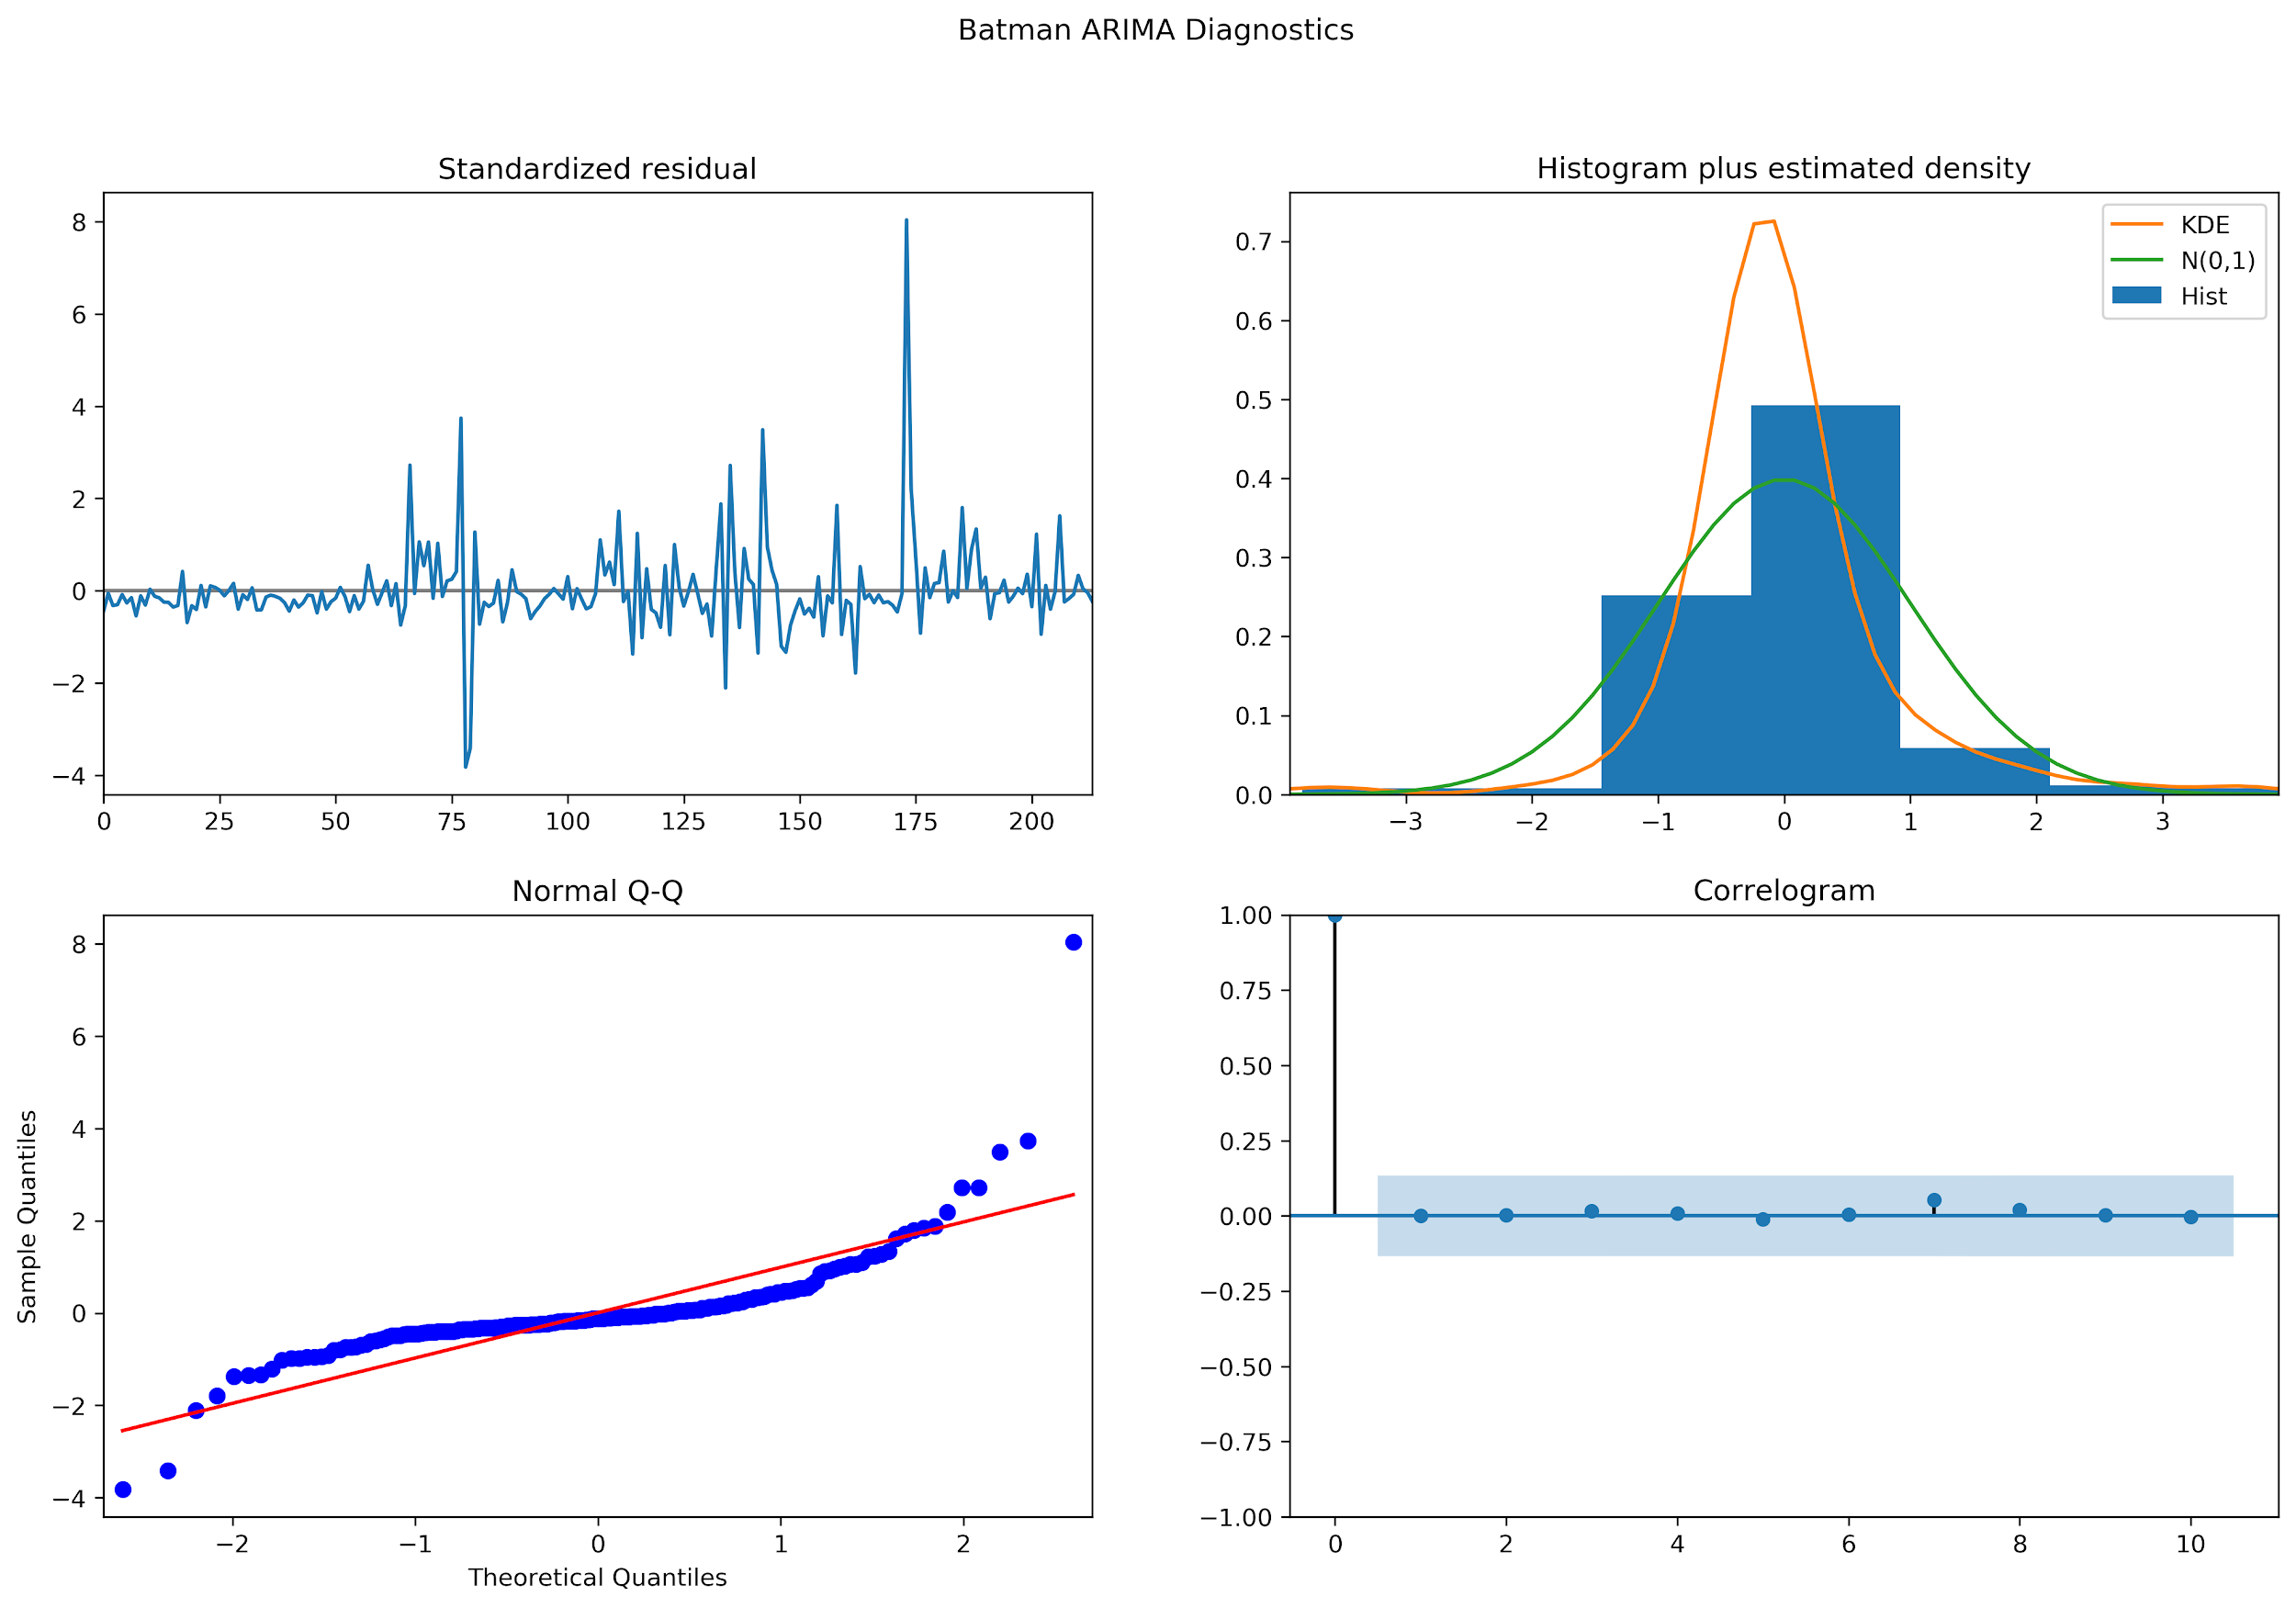 Batman ARIMA Diagnostics
Standardized residual
8
6
4
2
0
−2
−4
0 25 50 75 100 125 150 175 200
Histogram plus estimated density
KDE
N(0,1)
Hist
0.7
0.6
0.5
0.4
0.3
0.2
0.1
0.0
−3 −2 −1 0 1 2 3
Normal Q-Q
Sample Quantiles
8
6
4
2
0
−2
−4
−2 −1 0 1 2
Theoretical Quantiles
Correlogram
1.00
0.75
0.50
0.25
0.00
−0.25
−0.50
−0.75
−1.00
0 2 4 6 8 10